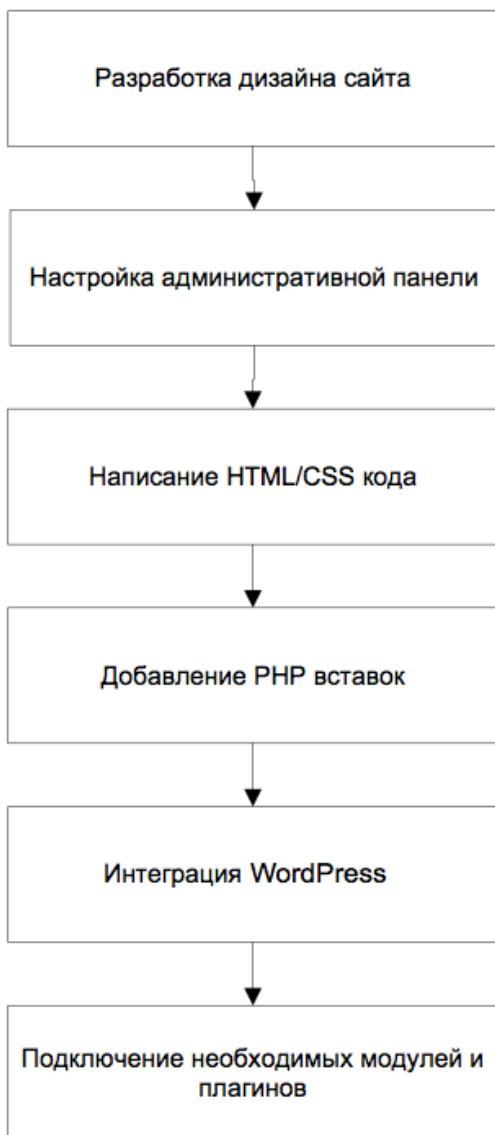 Разработка дизайна сайта
Настройка административной панели
Написание HTML/CSS кода
Добавление PHP вставок
Интеграция WordPress
Подключение необходимых модулей и
плагинов